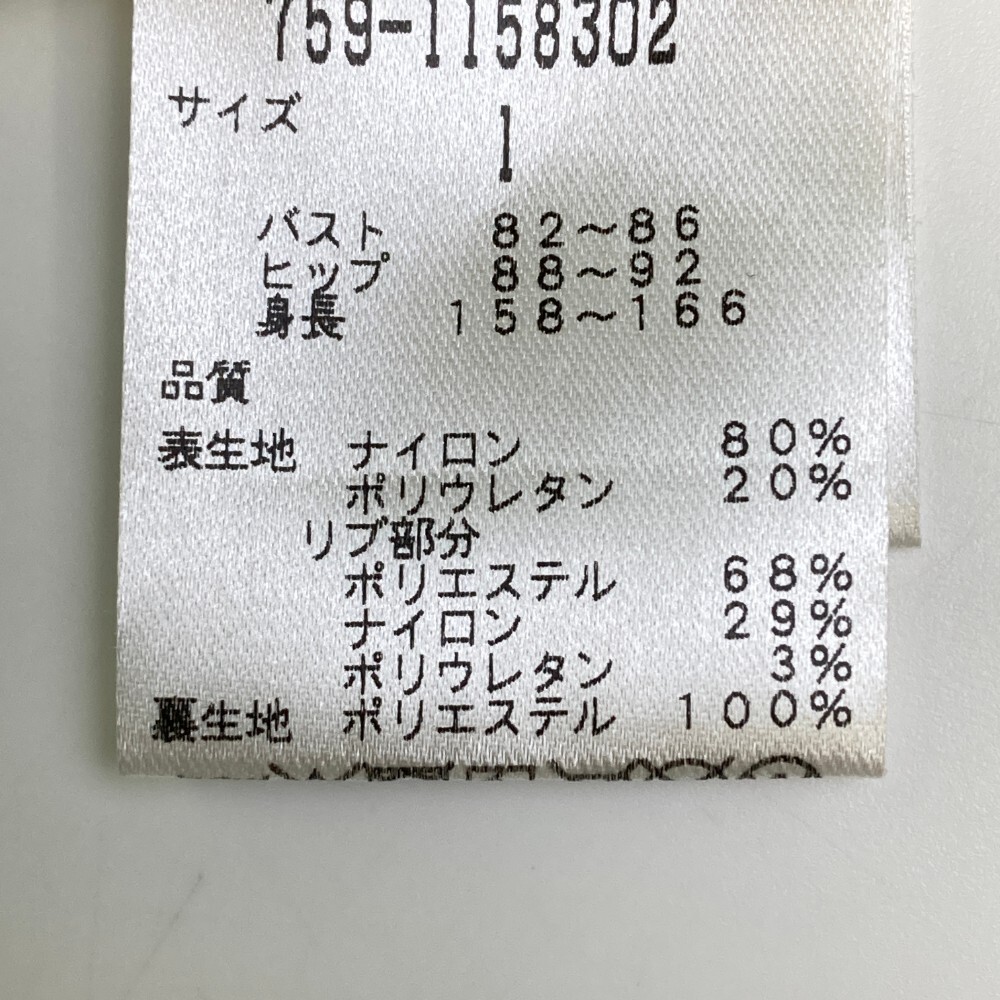 759-1158302
サイズ
1
バスト 82～86
ヒップ 88～92
身長 158～166
品質
表生地 ナイロン 80%
ポリウレタン 20%
リブ部分
ポリエステル 68%
ナイロン 29%
ポリウレタン 3%
裏生地 ポリエステル 100%